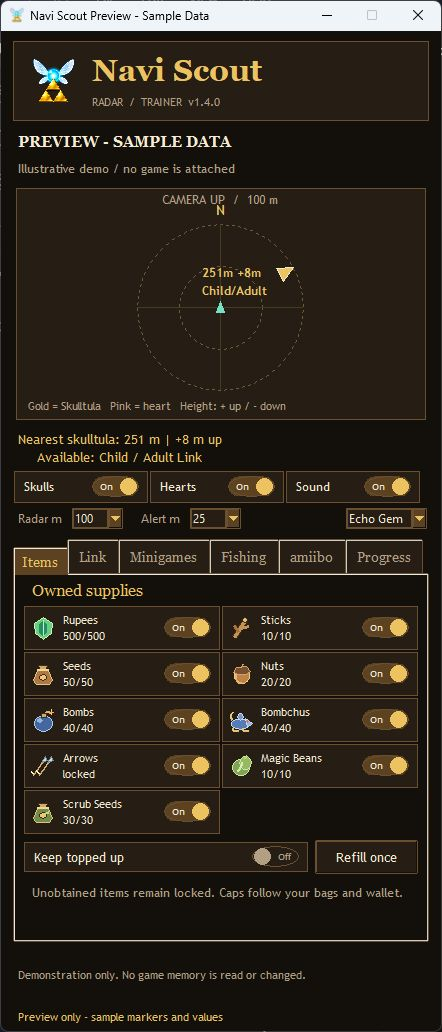 Navi Scout Preview - Sample Data
Navi Scout
RADAR / TRAINER v1.4.0
PREVIEW - SAMPLE DATA
Illustrative demo / no game is attached
CAMERA UP / 100 m
N
251m +8m
Child/Adult
Gold = Skulltula Pink = heart Height: + up / - down
Nearest skulltula: 251 m | +8 m up
Available: Child / Adult Link
Skulls On Hearts On Sound On
Radar m 100 Alert m 25 Echo Gem
Items Link Minigames Fishing amiibo Progress
Owned supplies
Rupees
500/500
On
Sticks
10/10
On
Seeds
50/50
On
Nuts
20/20
On
Bombs
40/40
On
Bombchus
40/40
On
Arrows
locked
On
Magic Beans
10/10
On
Scrub Seeds
30/30
On
Keep topped up Off Refill once
Unobtained items remain locked. Caps follow your bags and wallet.
Demonstration only. No game memory is read or changed.
Preview only - sample markers and values